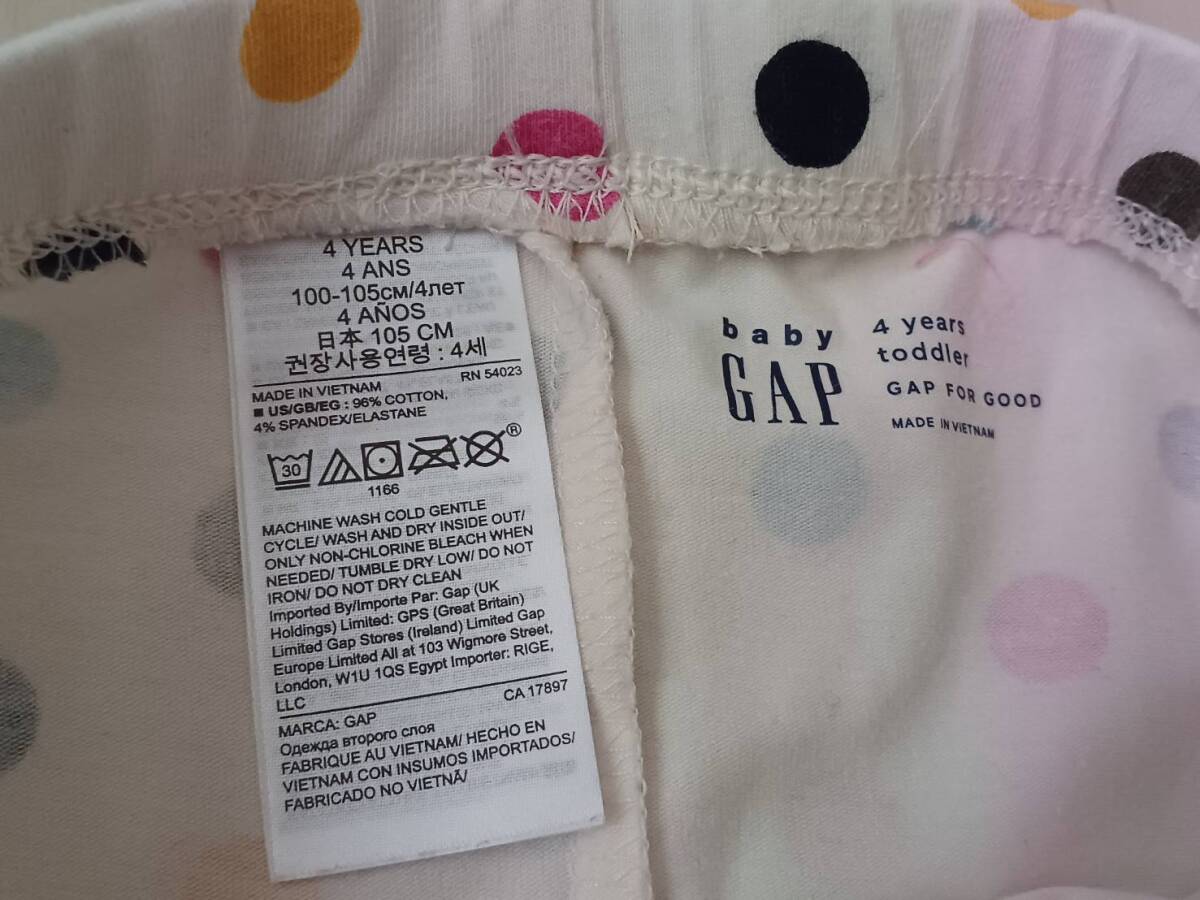 4 YEARS
4 ANS
100-105см/4лет
4 AÑOS
日本 105 CM
권장사용연령 : 4세
RN 54023
MADE IN VIETNAM
■ US/GB/EG : 96% COTTON,
4% SPANDEX/ELASTANE
30
®
1166
MACHINE WASH COLD GENTLE
CYCLE/ WASH AND DRY INSIDE OUT/
ONLY NON-CHLORINE BLEACH WHEN
NEEDED/ TUMBLE DRY LOW/ DO NOT
IRON/ DO NOT DRY CLEAN
Imported By/Importe Par: Gap (UK
Holdings) Limited: GPS (Great Britain)
Limited Gap Stores (Ireland) Limited Gap
Europe Limited All at 103 Wigmore Street,
London, W1U 1QS Egypt Importer: RIGE,
LLC
CA 17897
MARCA: GAP
Одежда второго слоя
FABRIQUE AU VIETNAM/ HECHO EN
VIETNAM CON INSUMOS IMPORTADOS/
FABRICADO NO VIETNÃ/
baby
GAP
4 years
toddler
GAP FOR GOOD
MADE IN VIETNAM